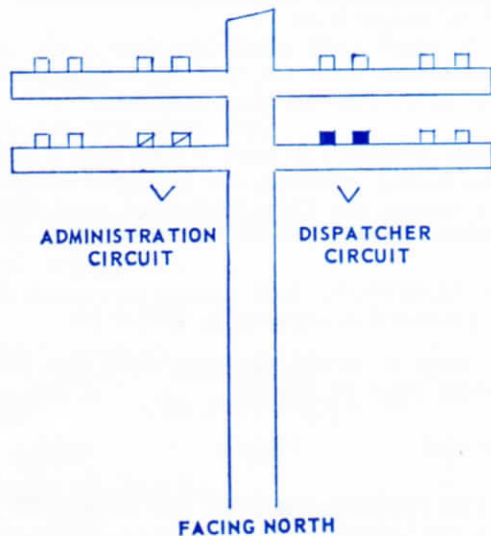 ADMINISTRATION
CIRCUIT
DISPATCHER
CIRCUIT
FACING NORTH